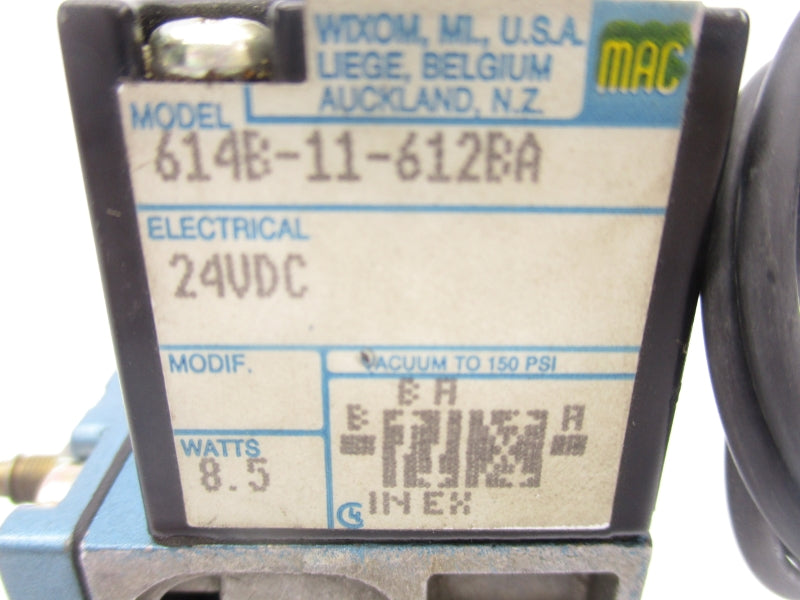 WIXOM, MI., U.S.A.
LIEGE, BELGIUM
AUCKLAND, N.Z.
MAC
MODEL
614B-11-612BA
ELECTRICAL
24VDC
MODIF.
VACUUM TO 150 PSI
B A
B A
WATTS
8.5
IN EX